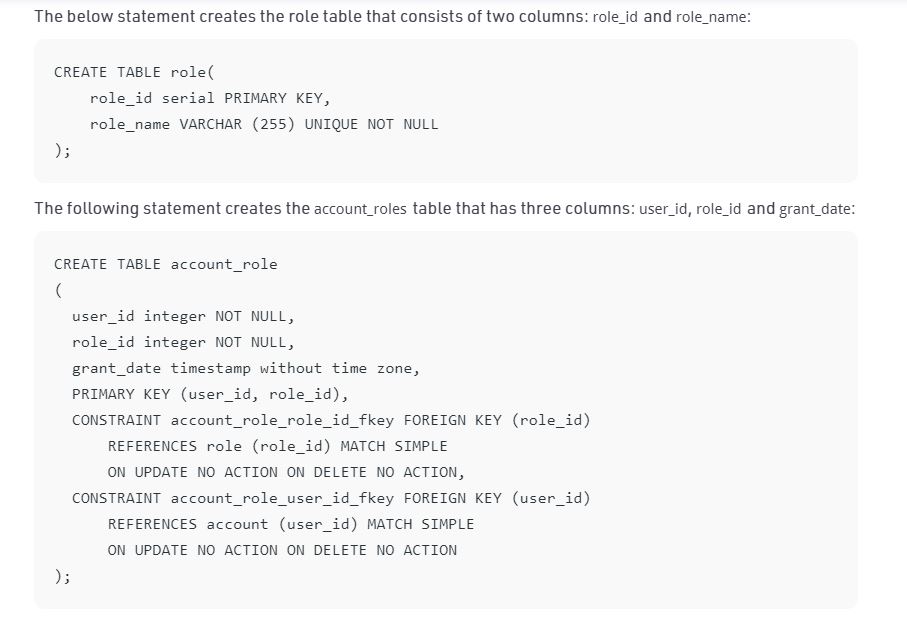 The below statement creates the role table that consists of two columns: role_id and role_name:
CREATE TABLE role(
    role_id serial PRIMARY KEY,
    role_name VARCHAR (255) UNIQUE NOT NULL
);
The following statement creates the account_roles table that has three columns: user_id, role_id and grant_date:
CREATE TABLE account_role
(
  user_id integer NOT NULL,
  role_id integer NOT NULL,
  grant_date timestamp without time zone,
  PRIMARY KEY (user_id, role_id),
  CONSTRAINT account_role_role_id_fkey FOREIGN KEY (role_id)
      REFERENCES role (role_id) MATCH SIMPLE
      ON UPDATE NO ACTION ON DELETE NO ACTION,
  CONSTRAINT account_role_user_id_fkey FOREIGN KEY (user_id)
      REFERENCES account (user_id) MATCH SIMPLE
      ON UPDATE NO ACTION ON DELETE NO ACTION
);